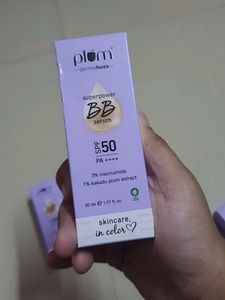 plúm
dermahues
superpower
BB
serum
SPF 50
PA ++++
3% niacinamide
1% kakadu plum extract
30 ml ℮ 1.01 fl. oz.
skincare,
in color♡